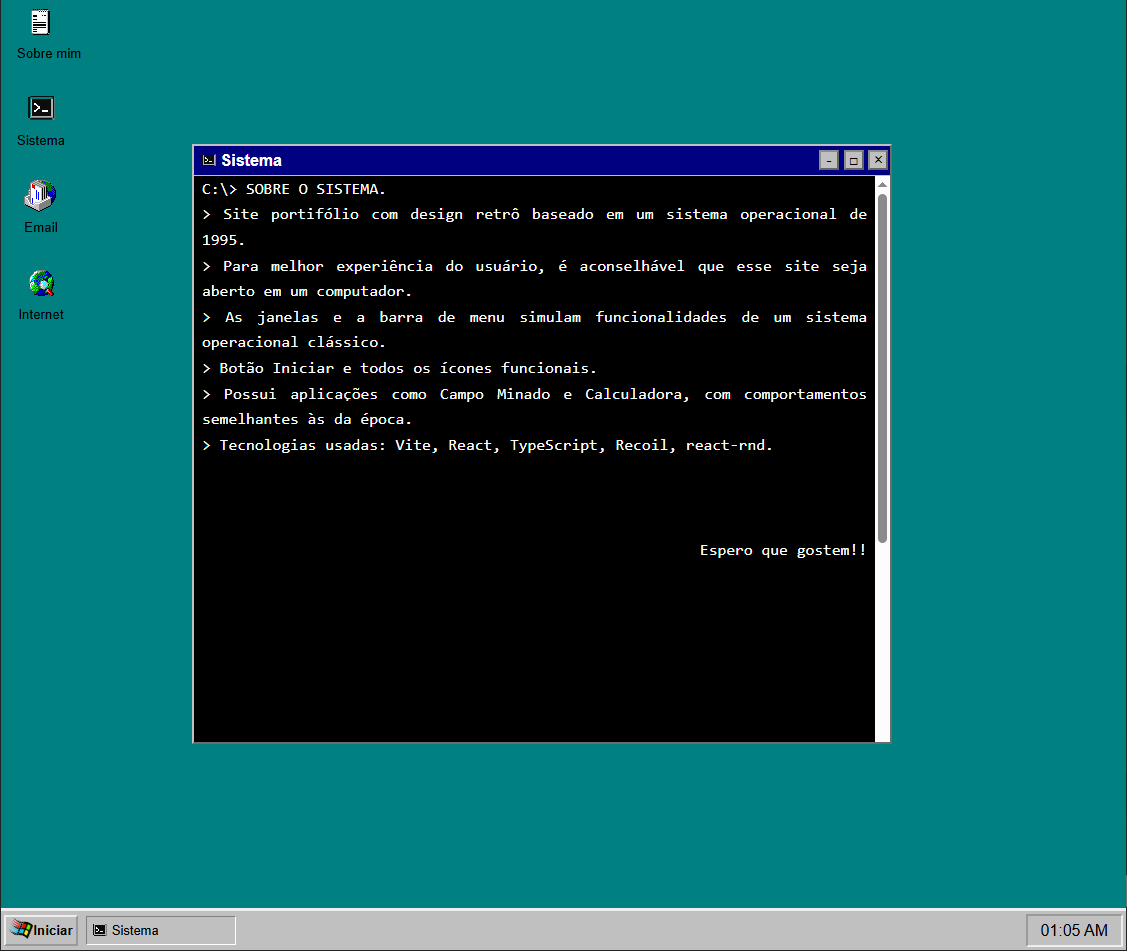 Sobre mim
Sistema
Email
Internet
Sistema
C:\> SOBRE O SISTEMA.
> Site portifólio com design retrô baseado em um sistema operacional de
1995.
> Para melhor experiência do usuário, é aconselhável que esse site seja
aberto em um computador.
> As janelas e a barra de menu simulam funcionalidades de um sistema
operacional clássico.
> Botão Iniciar e todos os ícones funcionais.
> Possui aplicações como Campo Minado e Calculadora, com comportamentos
semelhantes às da época.
> Tecnologias usadas: Vite, React, TypeScript, Recoil, react-rnd.
Espero que gostem!!
Iniciar
Sistema
01:05 AM